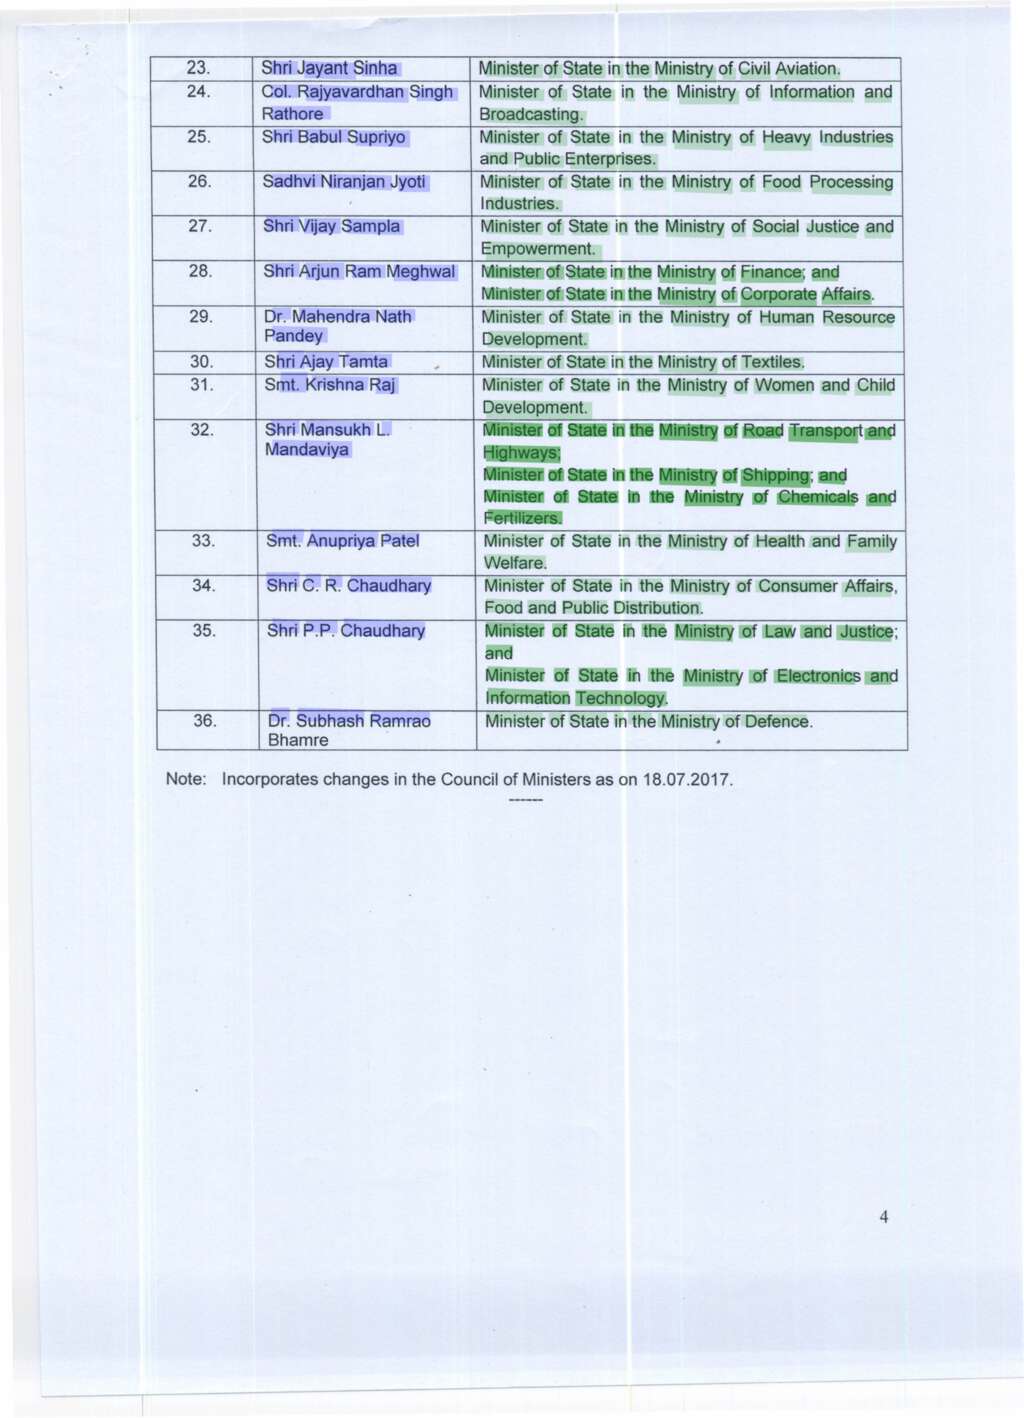 23. Shri Jayant Sinha Minister of State in the Ministry of Civil Aviation.
24. Col. Rajyavardhan Singh Minister of State in the Ministry of Information and
Rathore Broadcasting.
25. Shri Babul Supriyo Minister of State in the Ministry of Heavy Industries
and Public Enterprises.
26. Sadhvi Niranjan Jyoti Minister of State in the Ministry of Food Processing
Industries.
27. Shri Vijay Sampla Minister of State in the Ministry of Social Justice and
Empowerment.
28. Shri Arjun Ram Meghwal Minister of State in the Ministry of Finance; and
Minister of State in the Ministry of Corporate Affairs.
29. Dr. Mahendra Nath Minister of State in the Ministry of Human Resource
Pandey Development.
30. Shri Ajay Tamta Minister of State in the Ministry of Textiles.
31. Smt. Krishna Raj Minister of State in the Ministry of Women and Child
Development.
32. Shri Mansukh L. Minister of State in the Ministry of Road Transport and
Mandaviya Highways;
Minister of State in the Ministry of Shipping; and
Minister of State in the Ministry of Chemicals and
Fertilizers.
33. Smt. Anupriya Patel Minister of State in the Ministry of Health and Family
Welfare.
34. Shri C. R. Chaudhary Minister of State in the Ministry of Consumer Affairs,
Food and Public Distribution.
35. Shri P.P. Chaudhary Minister of State in the Ministry of Law and Justice;
and
Minister of State in the Ministry of Electronics and
Information Technology.
36. Dr. Subhash Ramrao Minister of State in the Ministry of Defence.
Bhamre
Note: Incorporates changes in the Council of Ministers as on 18.07.2017.
------
4